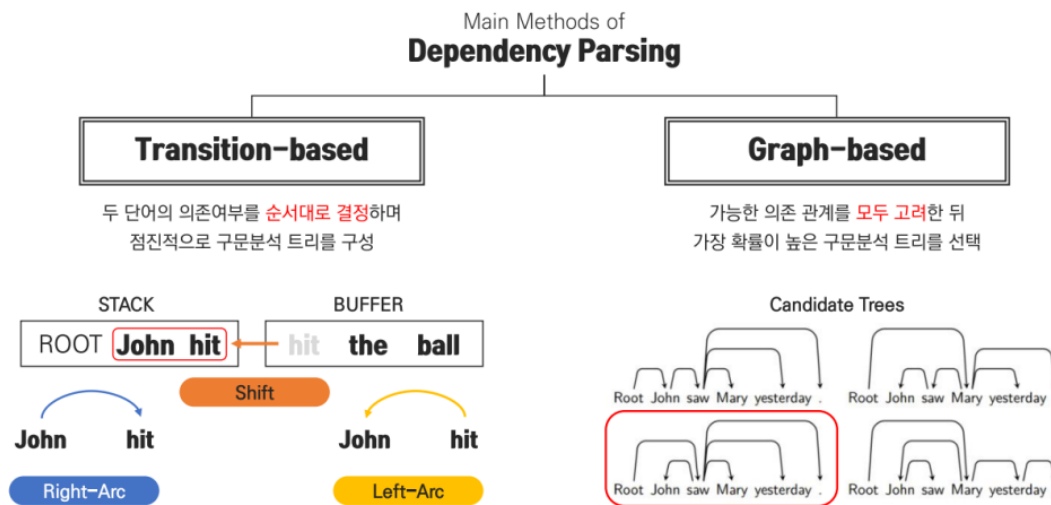 Main Methods of
Dependency Parsing
Transition-based
두 단어의 의존여부를 순서대로 결정하며
점진적으로 구문분석 트리를 구성
STACK
BUFFER
ROOT John hit
hit the ball
Shift
John hit
Right-Arc
John hit
Left-Arc
Graph-based
가능한 의존 관계를 모두 고려한 뒤
가장 확률이 높은 구문분석 트리를 선택
Candidate Trees
Root John saw Mary yesterday .
Root John saw Mary yesterday
Root John saw Mary yesterday .
Root John saw Mary yesterday